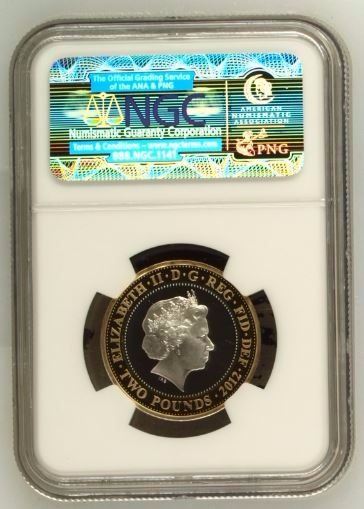 The Official Grading Service
of the ANA & PNG
NGC
Numismatic Guaranty Corporation
Terms & Conditions – www.ngcterms.com
888.NGC.1141
AMERICAN
NUMISMATIC
ASSOCIATION
PNG
ELIZABETH·II·D·G·REG·FID·DEF
·TWO POUNDS·2012·